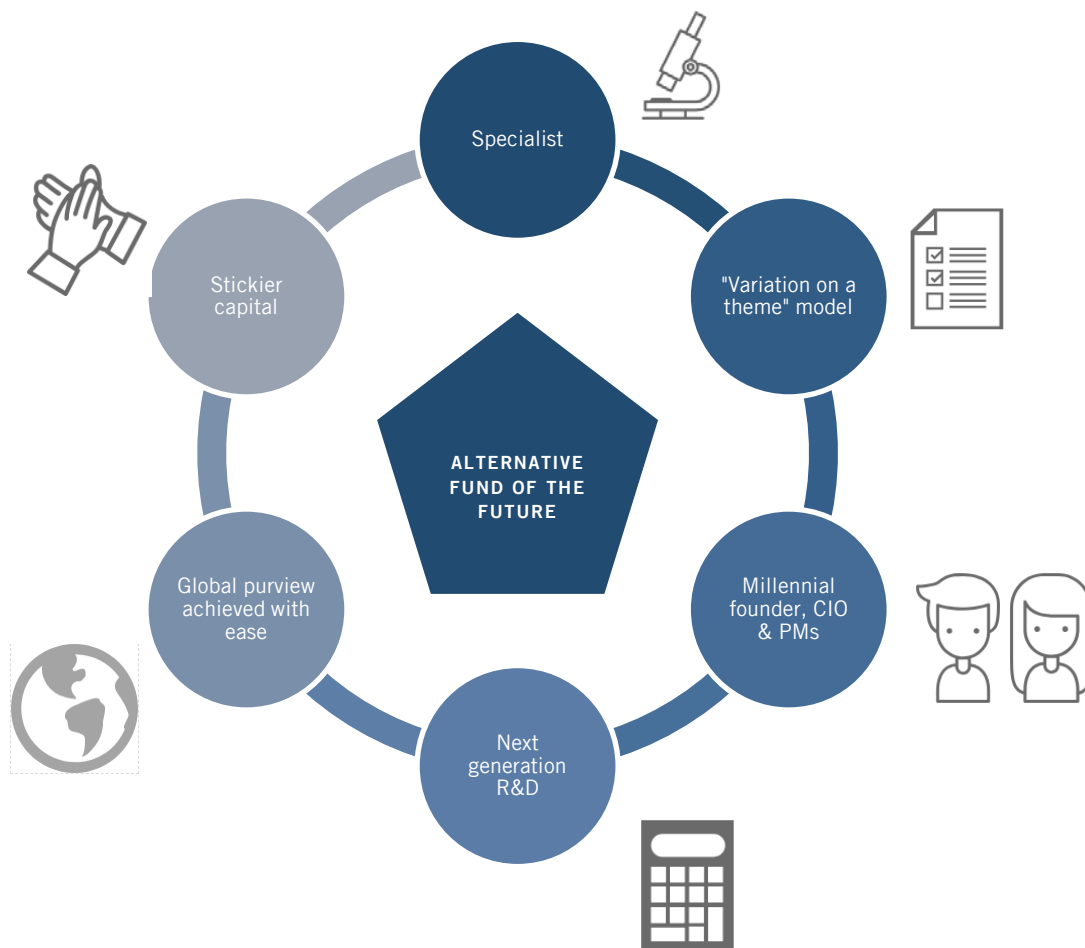 Specialist
"Variation on a
theme" model
Millennial
founder, CIO
& PMs
Next
generation
R&D
Global purview
achieved with
ease
Stickier
capital
ALTERNATIVE
FUND OF THE
FUTURE